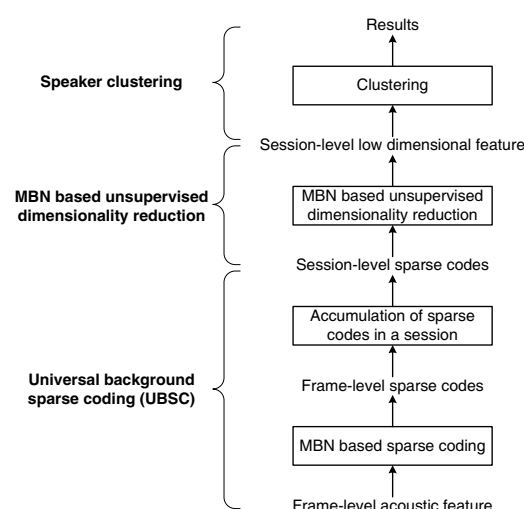 Results
Speaker clustering
Clustering
Session-level low dimensional feature
MBN based unsupervised
dimensionality reduction
MBN based unsupervised
dimensionality reduction
Session-level sparse codes
Accumulation of sparse
codes in a session
Universal background
sparse coding (UBSC)
Frame-level sparse codes
MBN based sparse coding
Frame-level acoustic feature